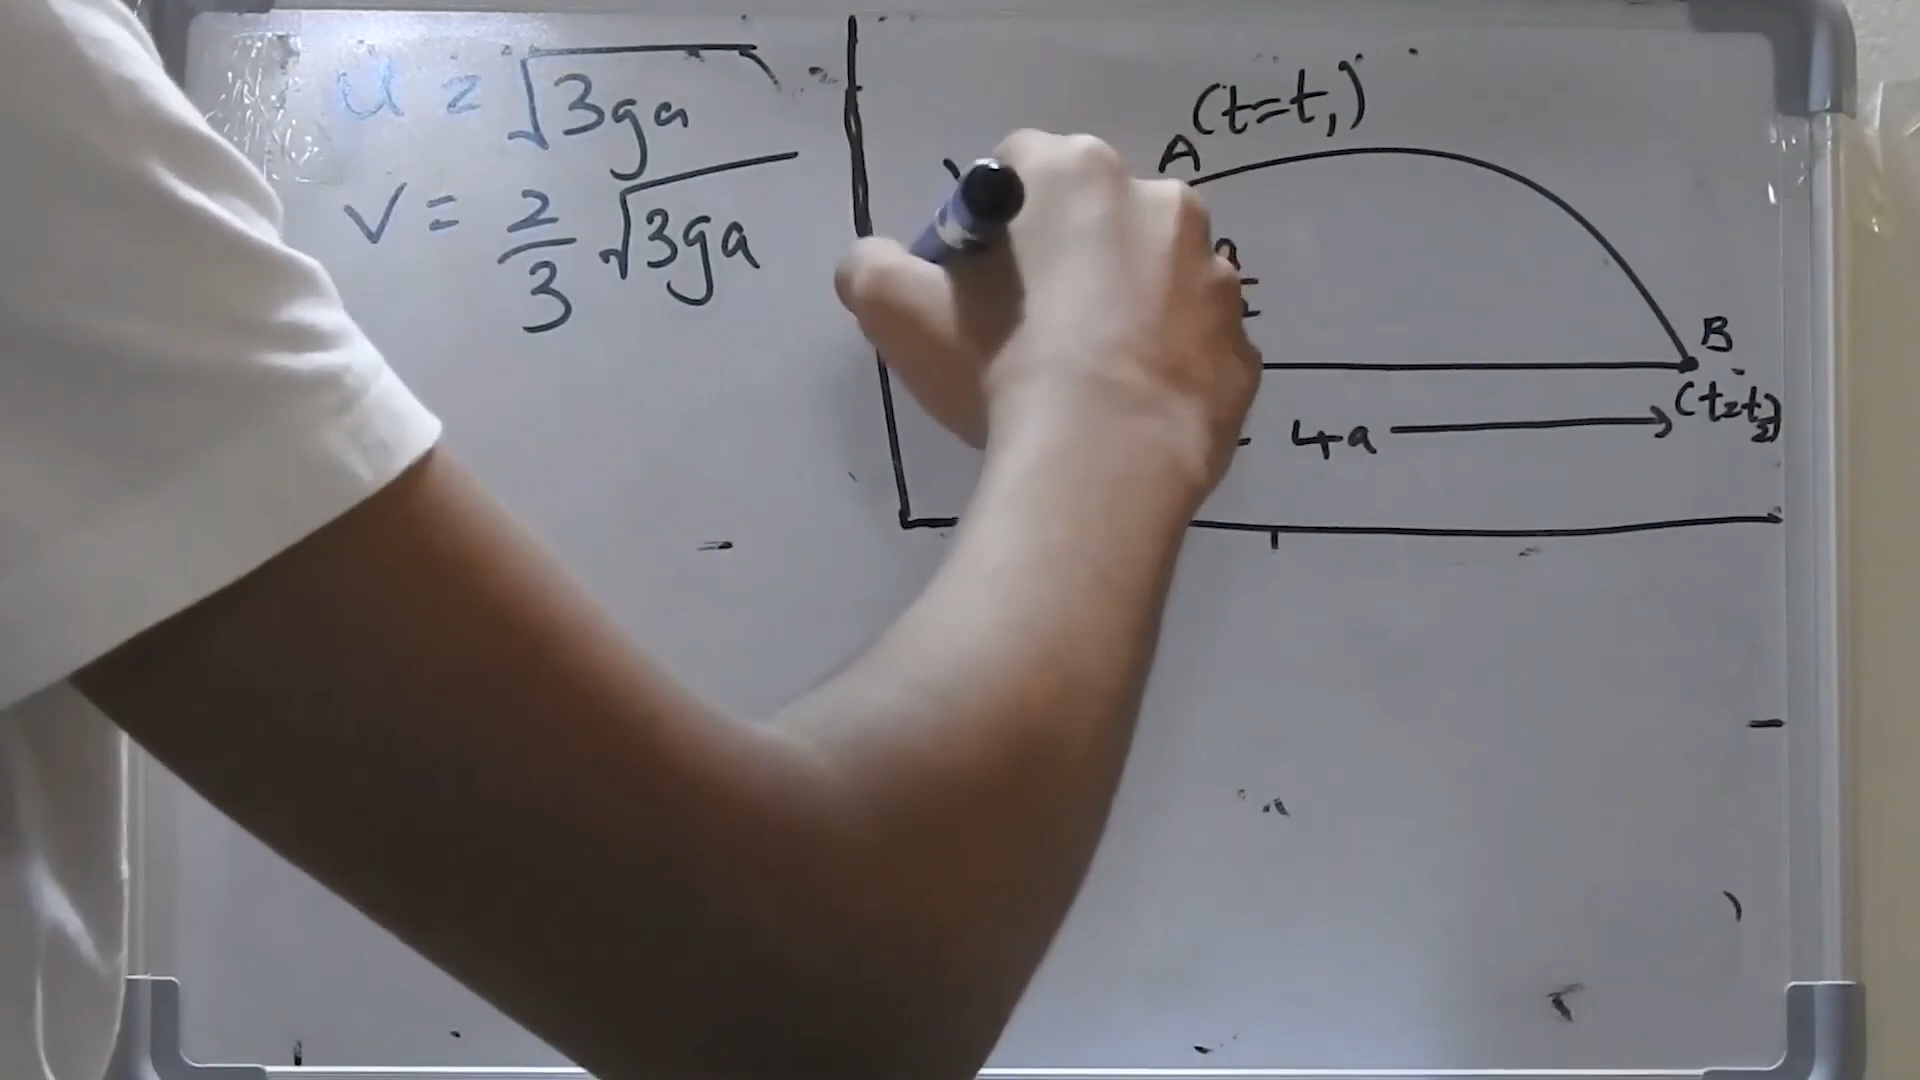 u = √3ga
v = 2/3 √3ga
A (t=t₁)
B
(t=t₂)
4a